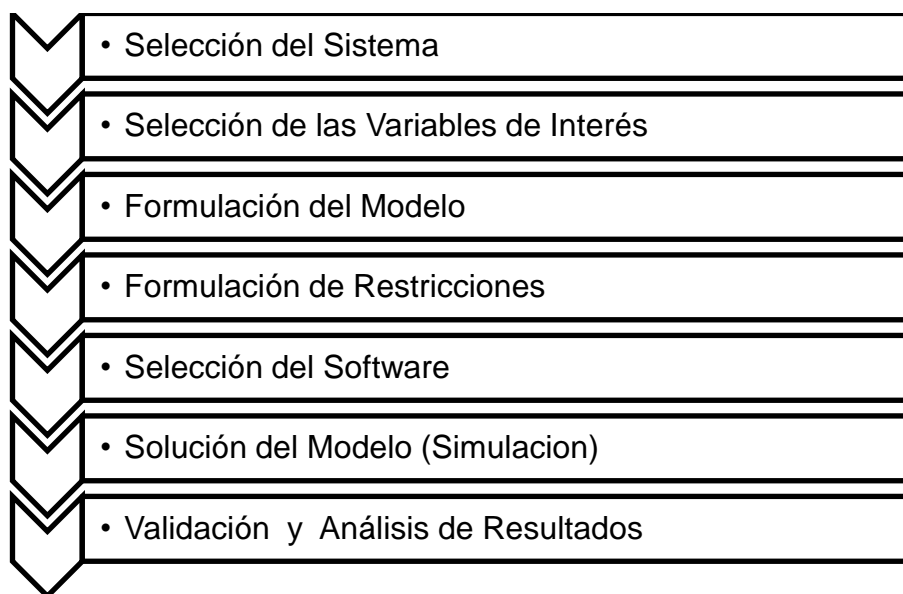 • Selección del Sistema
• Selección de las Variables de Interés
• Formulación del Modelo
• Formulación de Restricciones
• Selección del Software
• Solución del Modelo (Simulacion)
• Validación y Análisis de Resultados